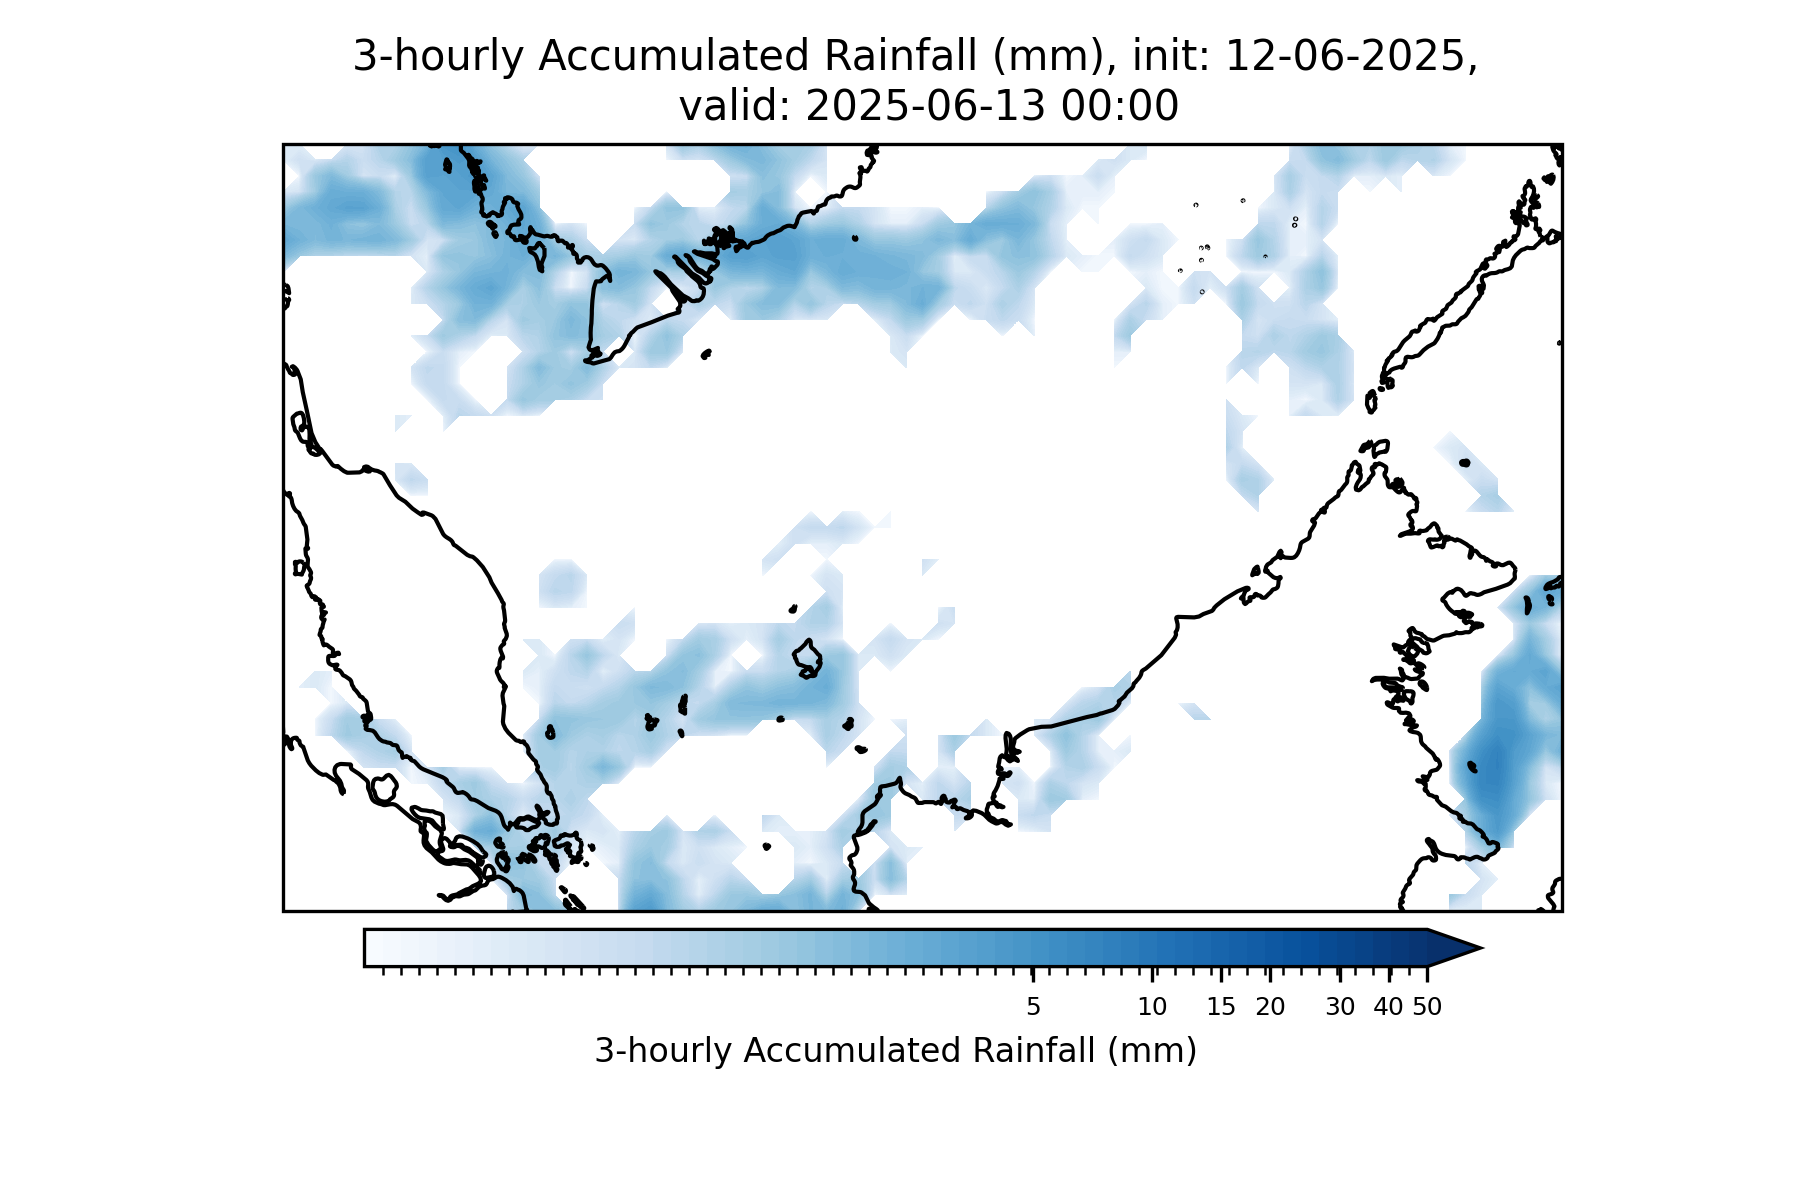 3-hourly Accumulated Rainfall (mm), init: 12-06-2025,
valid: 2025-06-13 00:00
5 10 15 20 30 40 50
3-hourly Accumulated Rainfall (mm)